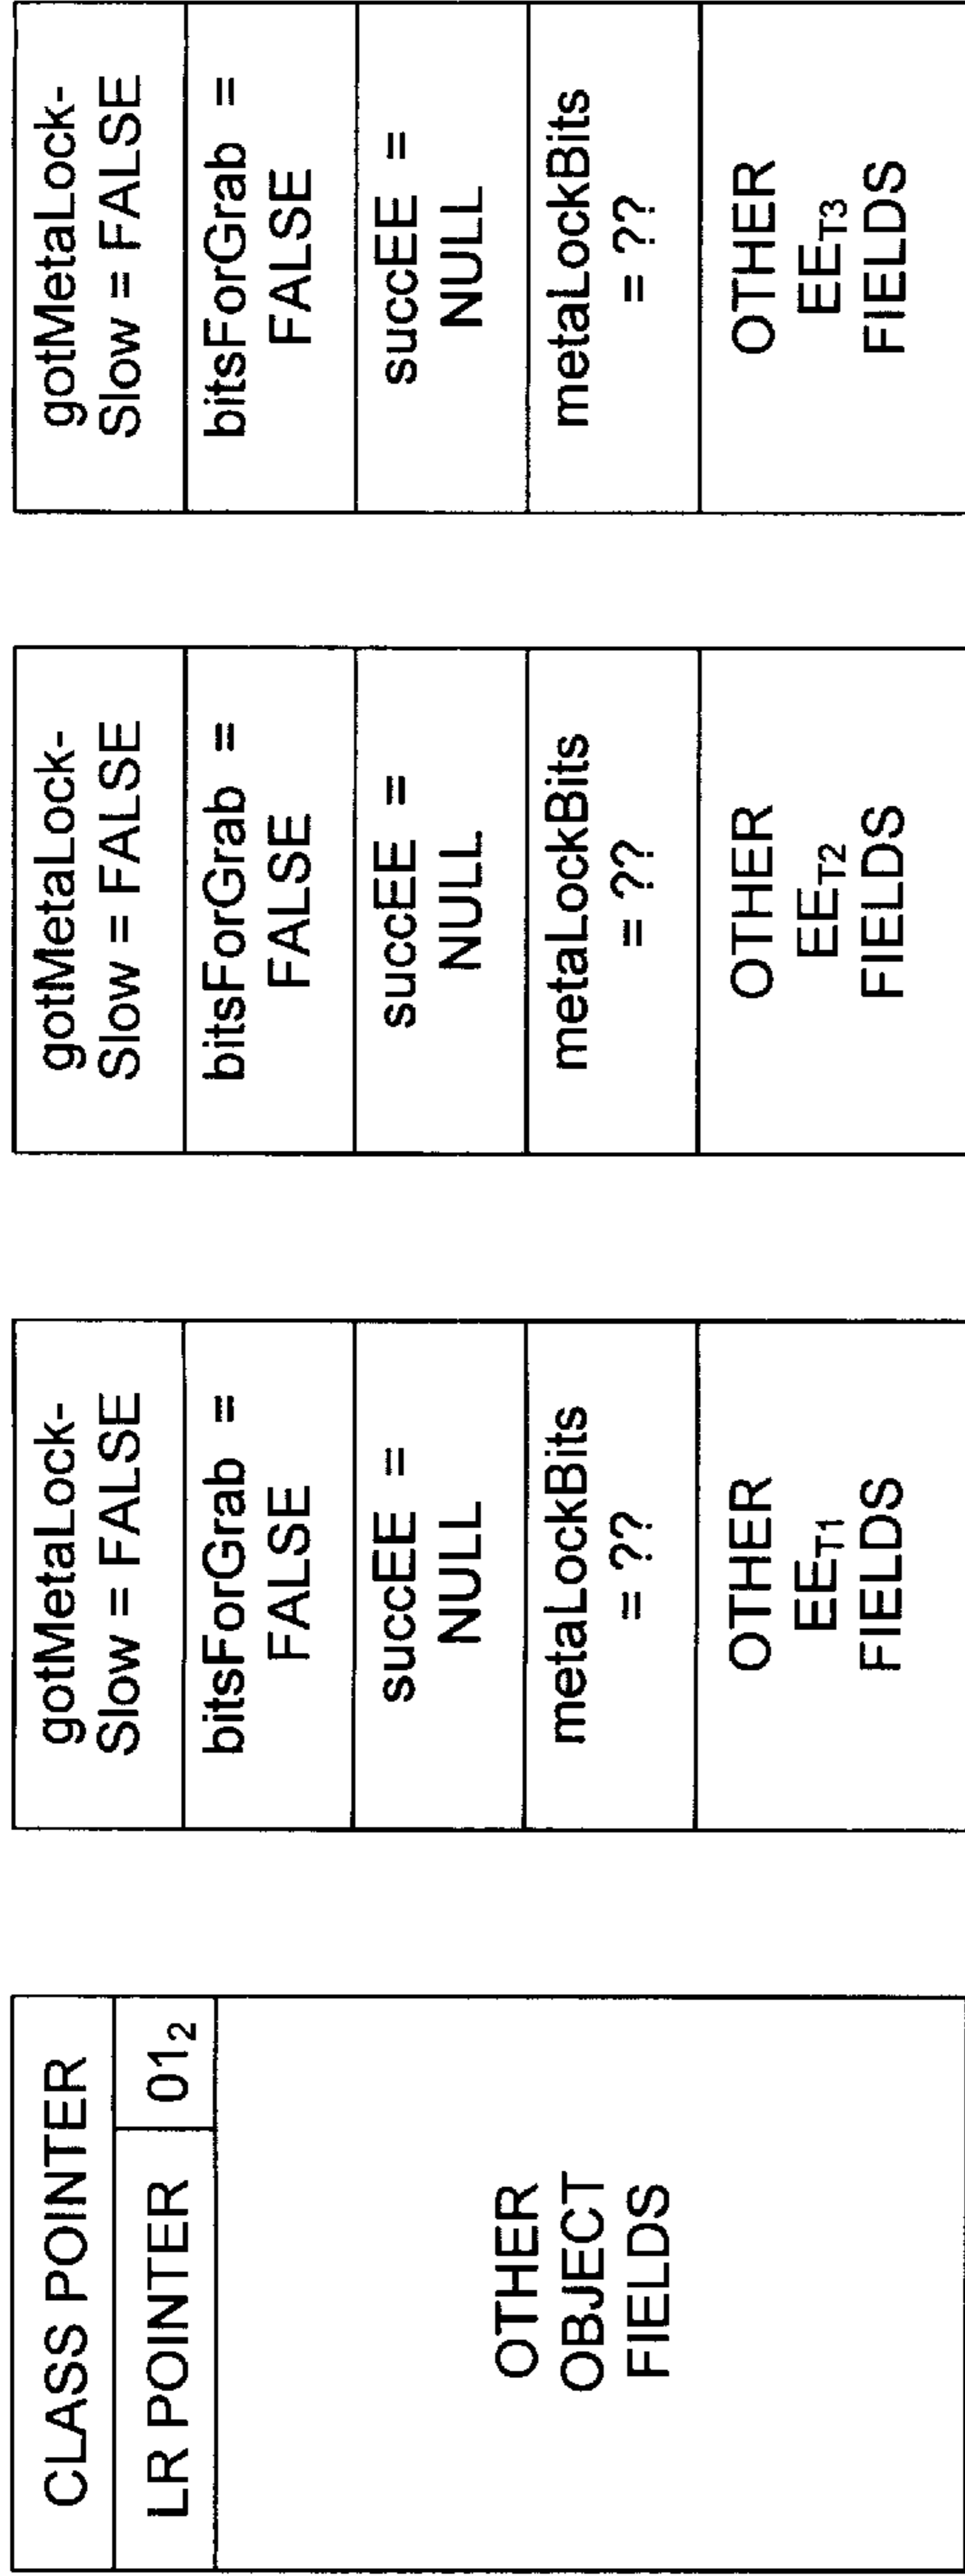 CLASS POINTER
LR POINTER 01₂
OTHER
OBJECT
FIELDS
gotMetaLock-
Slow = FALSE
bitsForGrab =
FALSE
succEE =
NULL
metaLockBits
= ??
OTHER
EE_T1
FIELDS
gotMetaLock-
Slow = FALSE
bitsForGrab =
FALSE
succEE =
NULL
metaLockBits
= ??
OTHER
EE_T2
FIELDS
gotMetaLock-
Slow = FALSE
bitsForGrab =
FALSE
succEE =
NULL
metaLockBits
= ??
OTHER
EE_T3
FIELDS